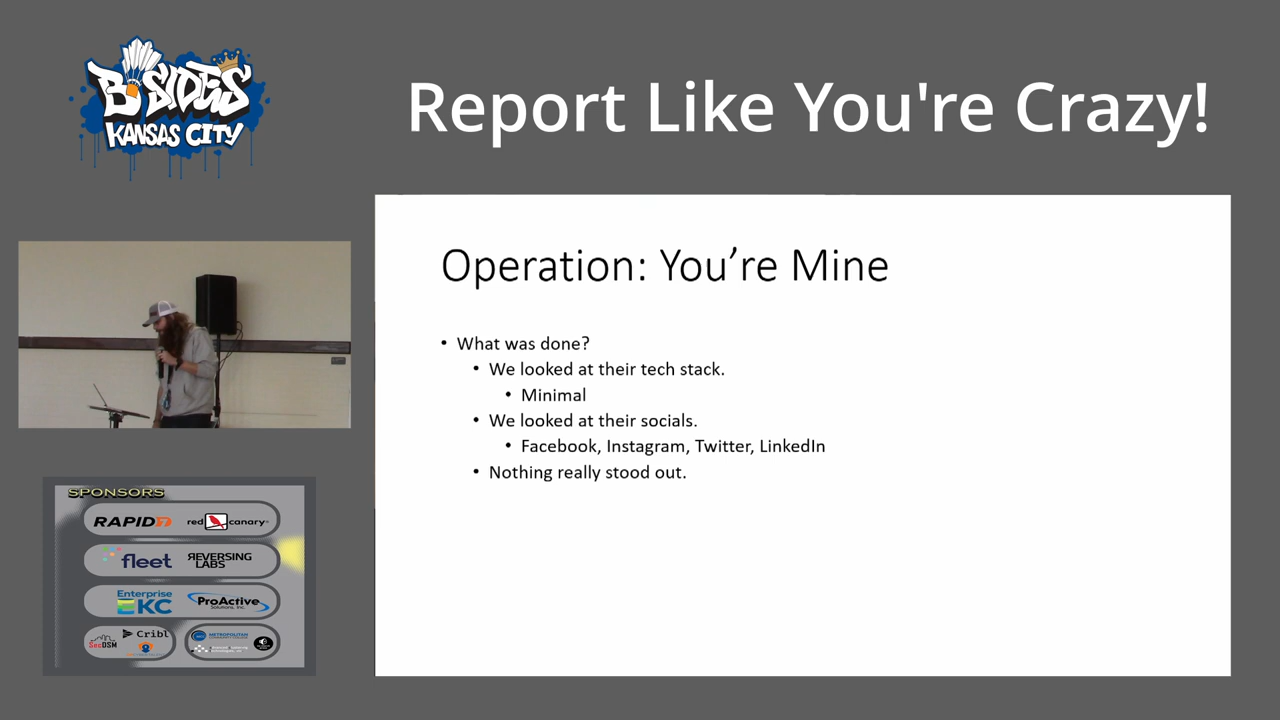 B SIDES
KANSAS CITY
Report Like You're Crazy!
Operation: You’re Mine
• What was done?
• We looked at their tech stack.
• Minimal
• We looked at their socials.
• Facebook, Instagram, Twitter, LinkedIn
• Nothing really stood out.
SPONSORS
RAPID7 red canary
fleet REVERSING LABS
Enterprise KC ProActive Solutions, Inc.
SecDSM Cribl METROPOLITAN